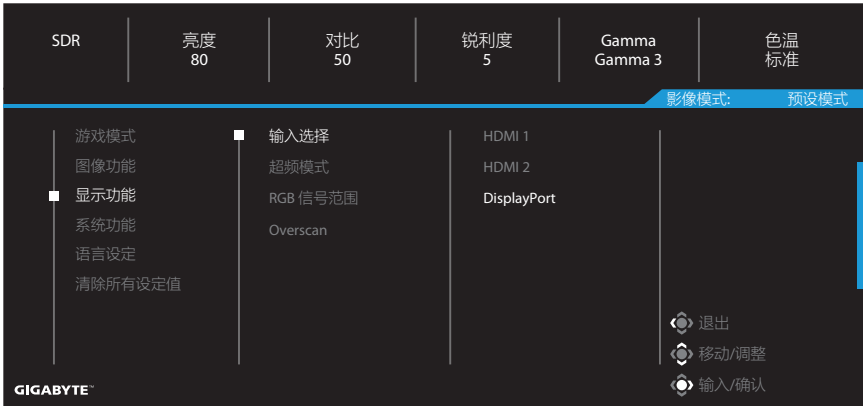 SDR
亮度
80
对比
50
锐利度
5
Gamma
Gamma 3
色温
标准
影像模式: 预设模式
游戏模式
图像功能
显示功能
系统功能
语言设定
清除所有设定值
输入选择
超频模式
RGB 信号范围
Overscan
HDMI 1
HDMI 2
DisplayPort
退出
移动/调整
输入/确认
GIGABYTE™